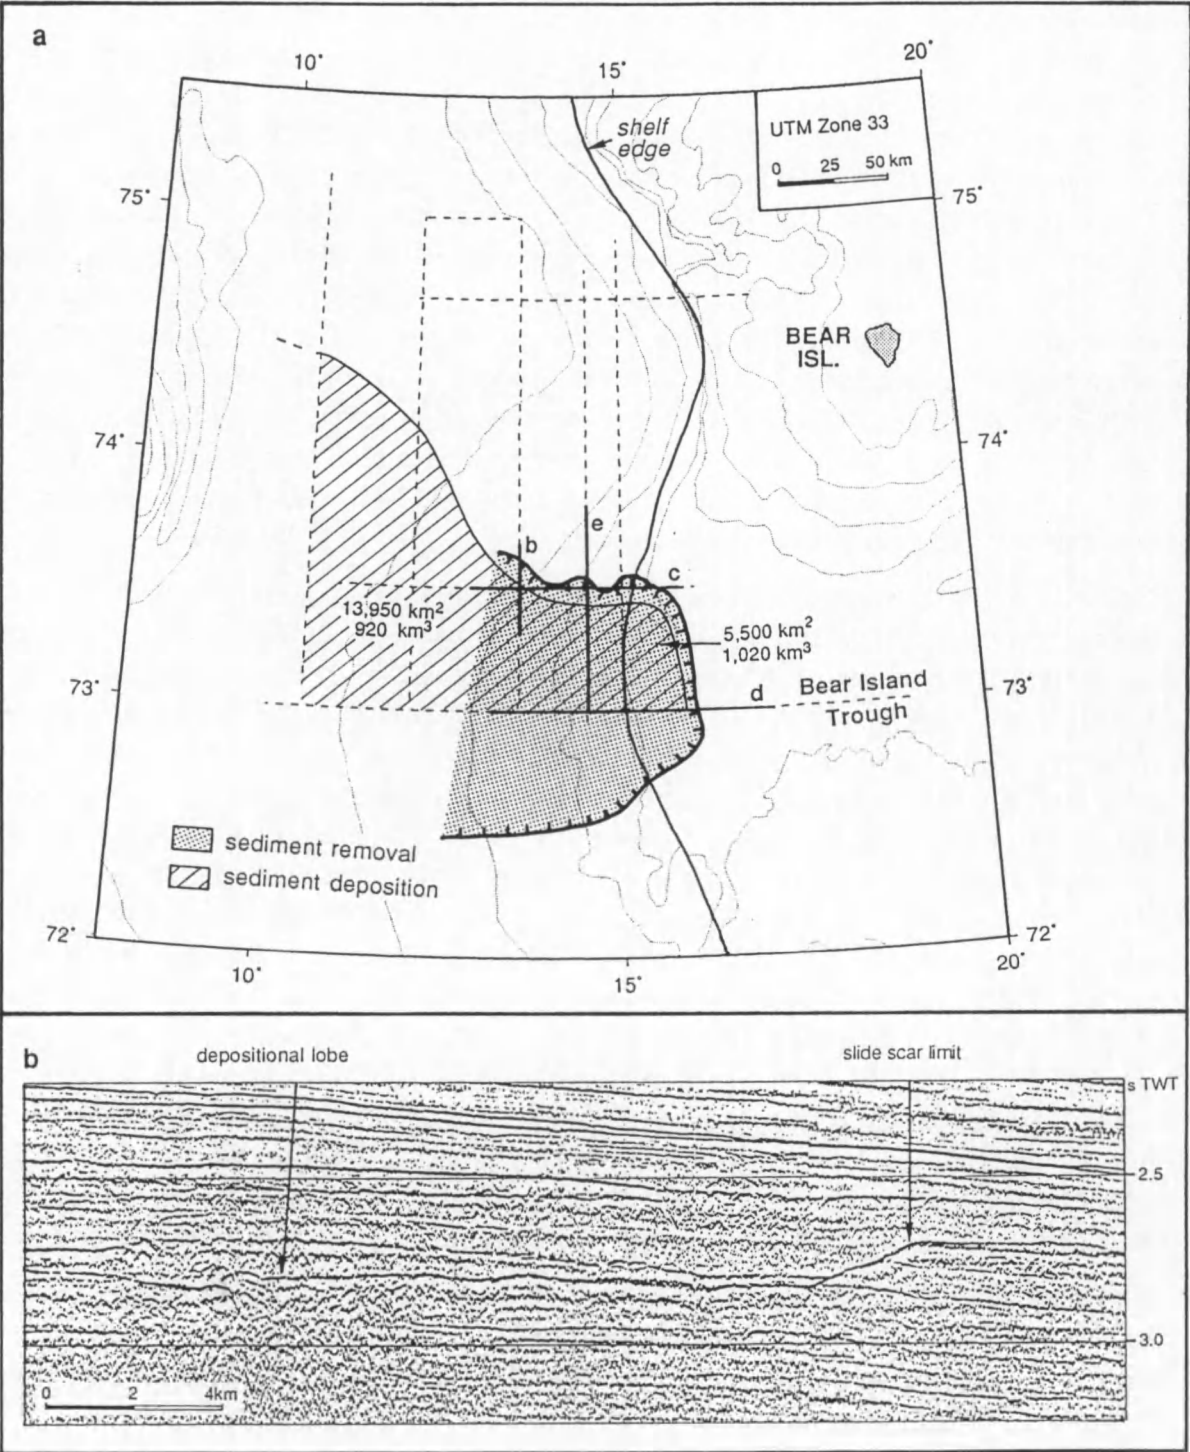 a
10°
15°
20°
shelf
edge
UTM Zone 33
0 25 50 km
75°
75°
BEAR
ISL.
74°
74°
e
b
c
13,950 km²
920 km³
5,500 km²
1,020 km³
73°
d
Bear Island
Trough
73°
sediment removal
sediment deposition
72°
72°
10°
15°
20°
b
depositional lobe
slide scar limit
s TWT
2.5
3.0
0 2 4km